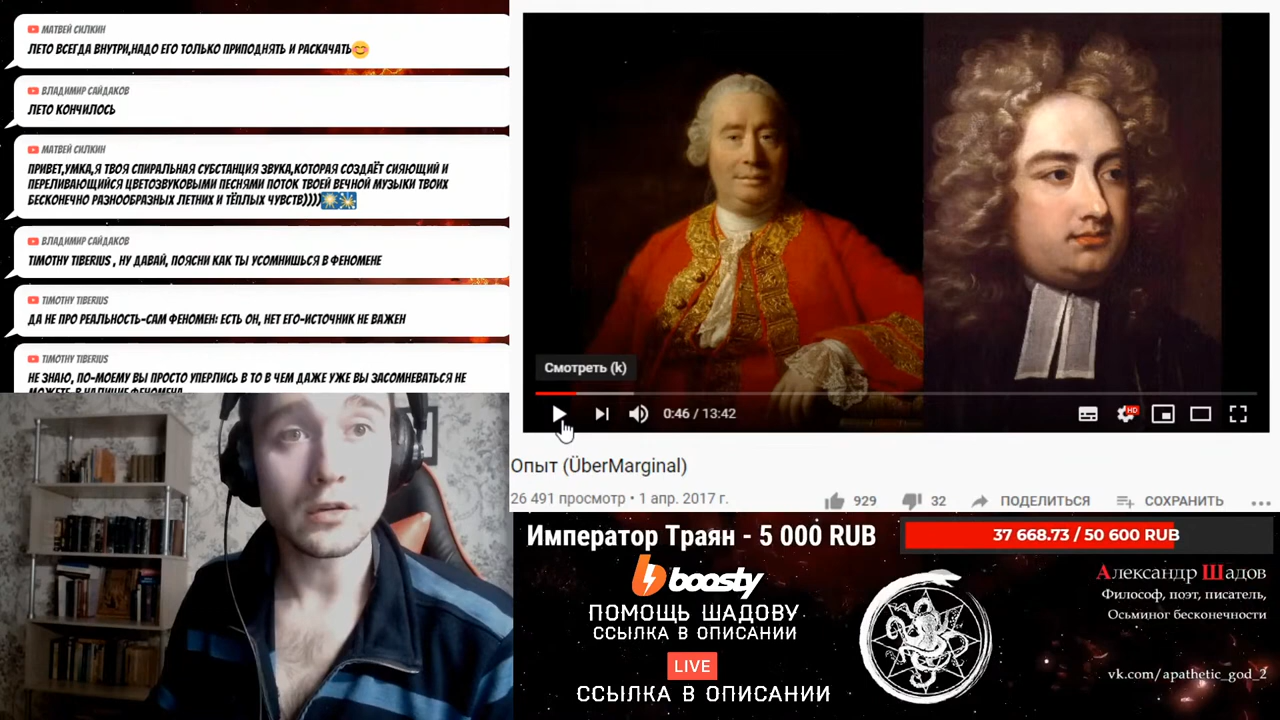 МАТВЕЙ СИЛКИН
ЛЕТО ВСЕГДА ВНУТРИ,НАДО ЕГО ТОЛЬКО ПРИПОДНЯТЬ И РАСКАЧАТЬ😊
ВЛАДИМИР САЙДАКОВ
ЛЕТО КОНЧИЛОСЬ
МАТВЕЙ СИЛКИН
ПРИВЕТ,УМКА,Я ТВОЯ СПИРАЛЬНАЯ СУБСТАНЦИЯ ЗВУКА,КОТОРАЯ СОЗДАЁТ СИЯЮЩИЙ И
ПЕРЕЛИВАЮЩИЙСЯ ЦВЕТОЗВУКОВЫМИ ПЕСНЯМИ ПОТОК ТВОЕЙ ВЕЧНОЙ МУЗЫКИ ТВОИХ
БЕСКОНЕЧНО РАЗНООБРАЗНЫХ ЛЕТНИХ И ТЁПЛЫХ ЧУВСТВ))))🎇🎆
ВЛАДИМИР САЙДАКОВ
TIMOTHY TIBERIUS , НУ ДАВАЙ, ПОЯСНИ КАК ТЫ УСОМНИШЬСЯ В ФЕНОМЕНЕ
TIMOTHY TIBERIUS
ДА НЕ ПРО РЕАЛЬНОСТЬ-САМ ФЕНОМЕН: ЕСТЬ ОН, НЕТ ЕГО-ИСТОЧНИК НЕ ВАЖЕН
TIMOTHY TIBERIUS
НЕ ЗНАЮ, ПО-МОЕМУ ВЫ ПРОСТО УПЕРЛИСЬ В ТО В ЧЕМ ДАЖЕ УЖЕ ВЫ ЗАСОМНЕВАТЬСЯ НЕ
МОЖЕТЕ, В НАЛИЧИЕ ФЕНОМЕНА
Смотреть (k)
0:46 / 13:42
HD
Опыт (ÜberMarginal)
26 491 просмотр • 1 апр. 2017 г.
929
32
ПОДЕЛИТЬСЯ
СОХРАНИТЬ
Император Траян - 5 000 RUB
37 668.73 / 50 600 RUB
boosty
ПОМОЩЬ ШАДОВУ
ССЫЛКА В ОПИСАНИИ
LIVE
ССЫЛКА В ОПИСАНИИ
Александр Шадов
Философ, поэт, писатель,
Осьминог бесконечности
vk.com/apathetic_god_2